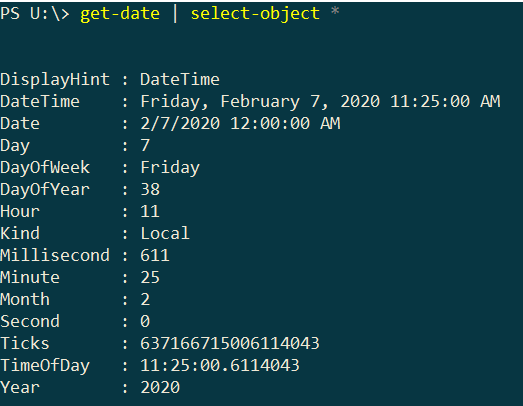 PS U:\> get-date | select-object *
DisplayHint : DateTime
DateTime    : Friday, February 7, 2020 11:25:00 AM
Date        : 2/7/2020 12:00:00 AM
Day         : 7
DayOfWeek   : Friday
DayOfYear   : 38
Hour        : 11
Kind        : Local
Millisecond : 611
Minute      : 25
Month       : 2
Second      : 0
Ticks       : 637166715006114043
TimeOfDay   : 11:25:00.6114043
Year        : 2020